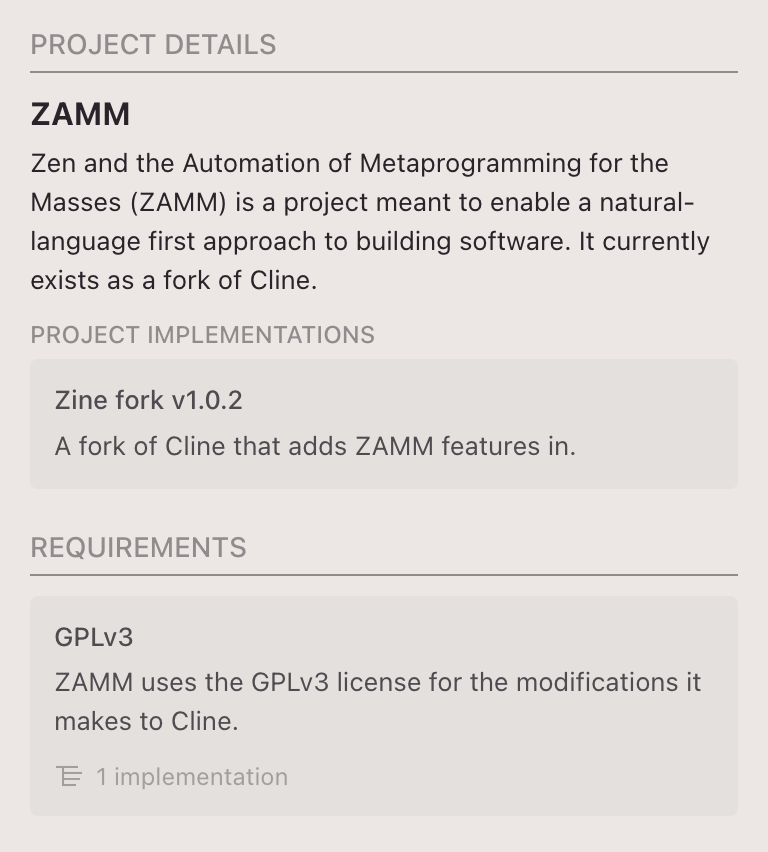 PROJECT DETAILS
ZAMM
Zen and the Automation of Metaprogramming for the
Masses (ZAMM) is a project meant to enable a natural-
language first approach to building software. It currently
exists as a fork of Cline.
PROJECT IMPLEMENTATIONS
Zine fork v1.0.2
A fork of Cline that adds ZAMM features in.
REQUIREMENTS
GPLv3
ZAMM uses the GPLv3 license for the modifications it
makes to Cline.
1 implementation